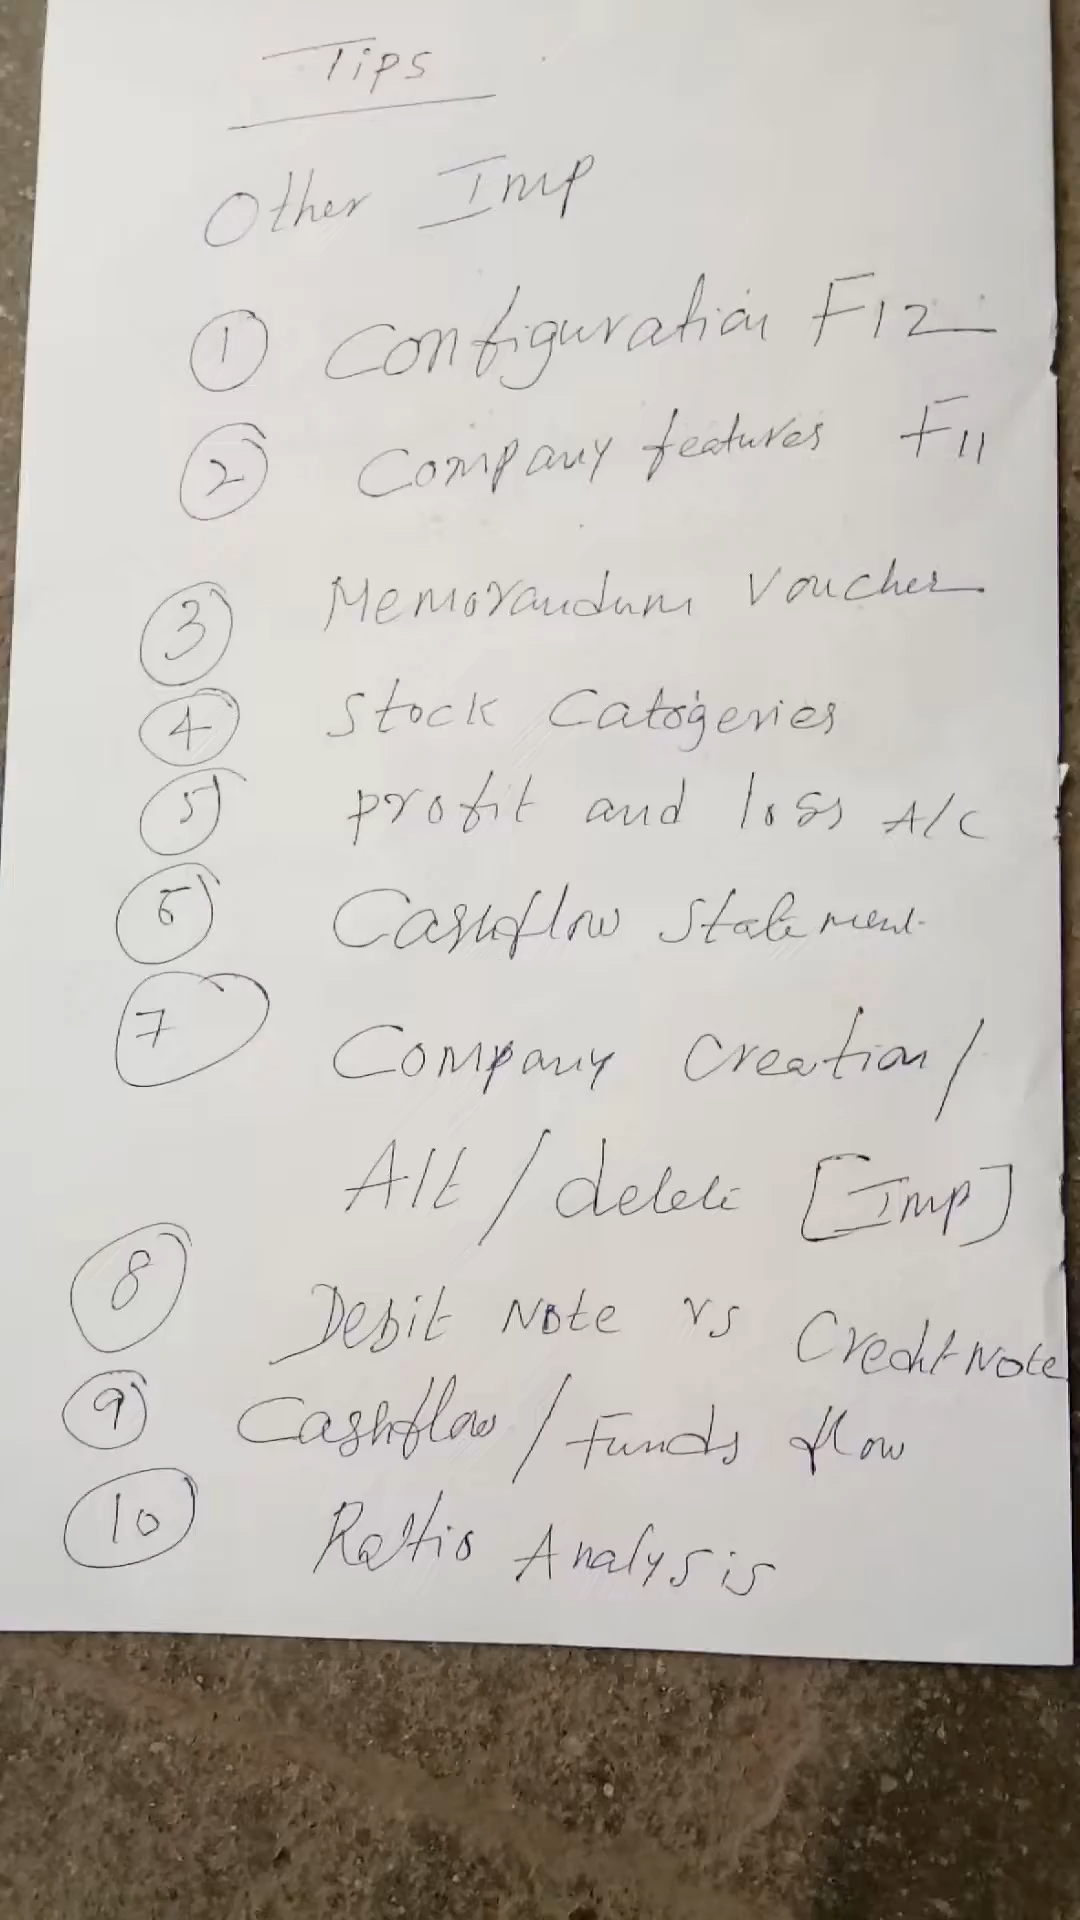 Tips
Other Imp
1 Configuration F12
2 Company features F11
3 Memorandum Voucher
4 Stock Catogeries
5 profit and loss A/C
6 Cashflow Statement
7 Company Creation/
Alt / delete [Imp]
8 Debit Note vs Credit Note
9 Cashflow / Funds flow
10 Ratio Analysis